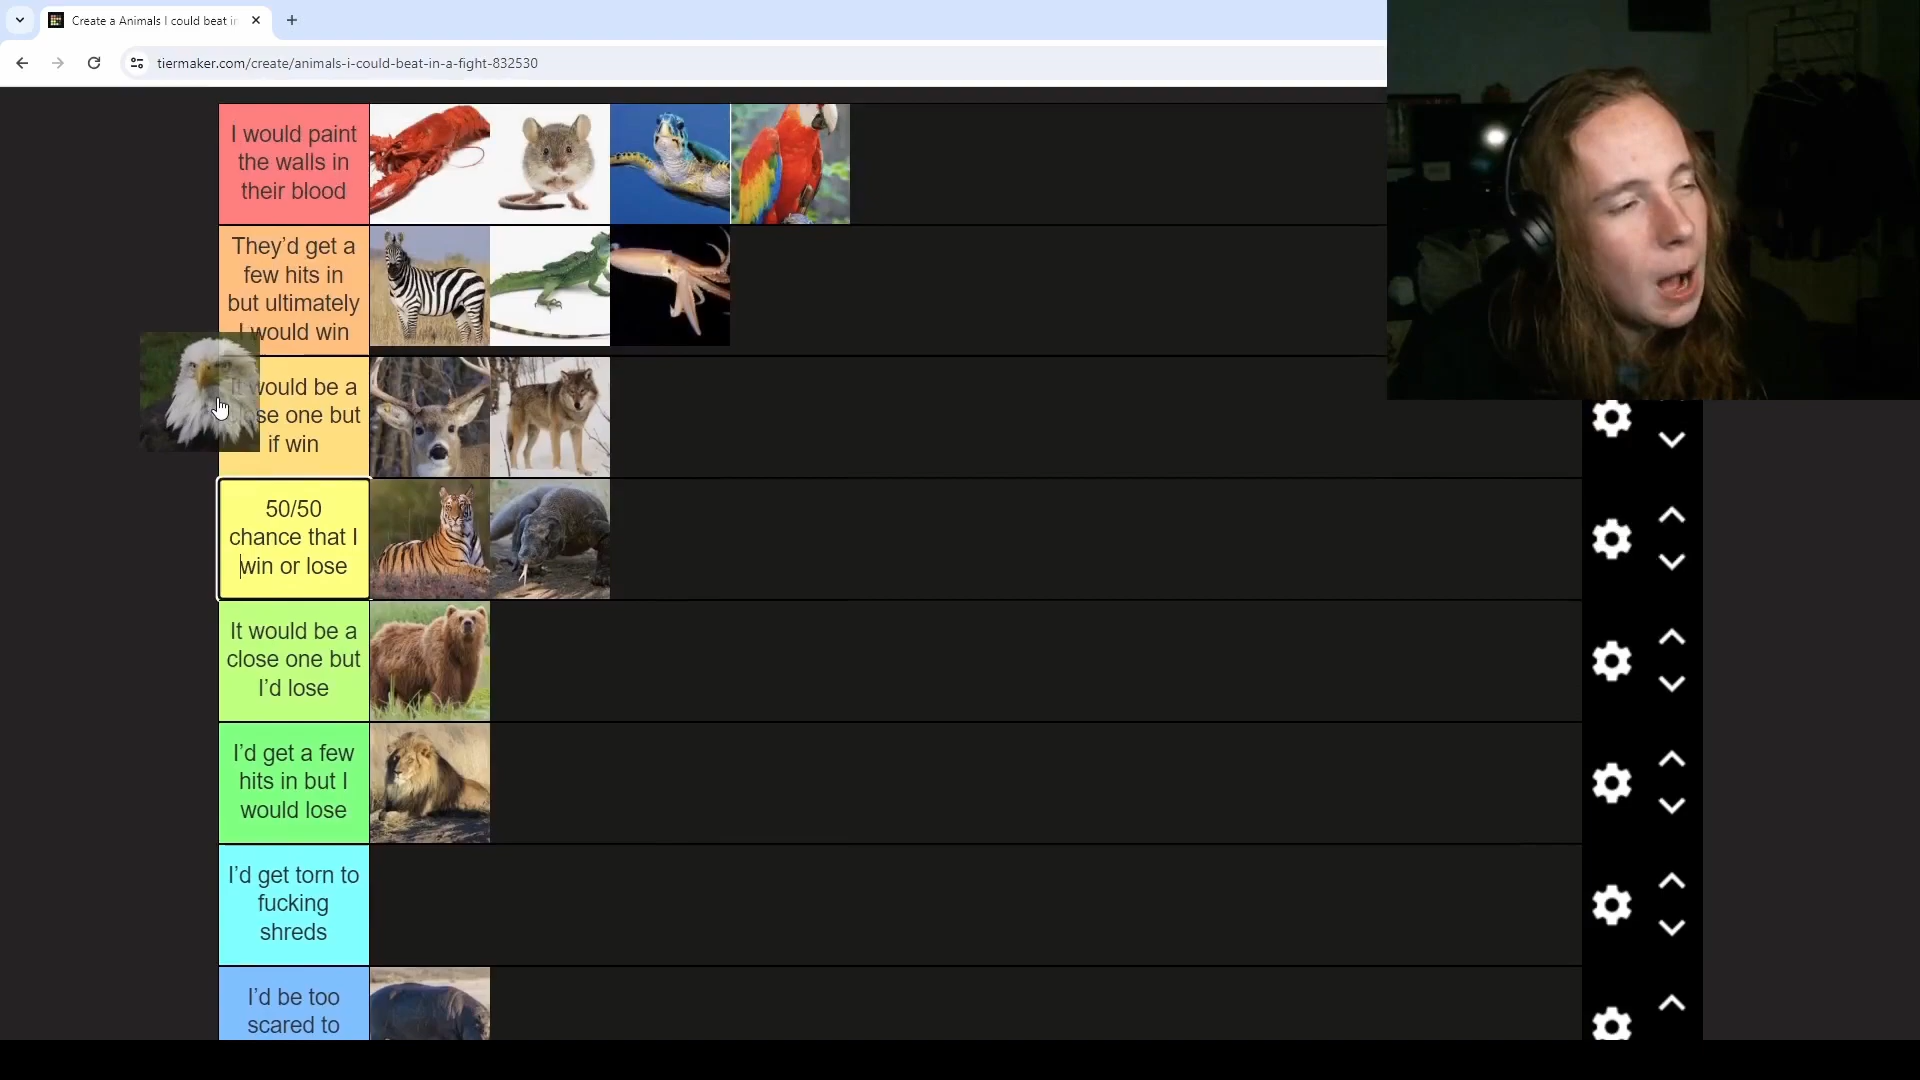 Create a Animals I could beat in
tiermaker.com/create/animals-i-could-beat-in-a-fight-832530
I would paint
the walls in
their blood
They'd get a
few hits in
but ultimately
I would win
It would be a
close one but
if win
50/50
chance that I
win or lose
It would be a
close one but
I'd lose
I'd get a few
hits in but I
would lose
I'd get torn to
fucking
shreds
I'd be too
scared to